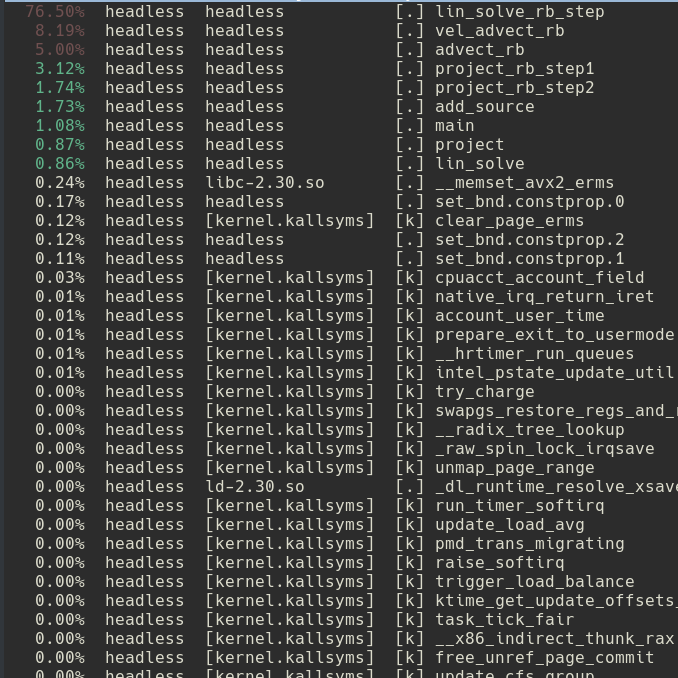 76.50% headless headless [.] lin_solve_rb_step
8.19% headless headless [.] vel_advect_rb
5.00% headless headless [.] advect_rb
3.12% headless headless [.] project_rb_step1
1.74% headless headless [.] project_rb_step2
1.73% headless headless [.] add_source
1.08% headless headless [.] main
0.87% headless headless [.] project
0.86% headless headless [.] lin_solve
0.24% headless libc-2.30.so [.] __memset_avx2_erms
0.17% headless headless [.] set_bnd.constprop.0
0.12% headless [kernel.kallsyms] [k] clear_page_erms
0.12% headless headless [.] set_bnd.constprop.2
0.11% headless headless [.] set_bnd.constprop.1
0.03% headless [kernel.kallsyms] [k] cpuacct_account_field
0.01% headless [kernel.kallsyms] [k] native_irq_return_iret
0.01% headless [kernel.kallsyms] [k] account_user_time
0.01% headless [kernel.kallsyms] [k] prepare_exit_to_usermode
0.01% headless [kernel.kallsyms] [k] __hrtimer_run_queues
0.01% headless [kernel.kallsyms] [k] intel_pstate_update_util
0.00% headless [kernel.kallsyms] [k] try_charge
0.00% headless [kernel.kallsyms] [k] swapgs_restore_regs_and_
0.00% headless [kernel.kallsyms] [k] __radix_tree_lookup
0.00% headless [kernel.kallsyms] [k] _raw_spin_lock_irqsave
0.00% headless [kernel.kallsyms] [k] unmap_page_range
0.00% headless ld-2.30.so [.] _dl_runtime_resolve_xsave
0.00% headless [kernel.kallsyms] [k] run_timer_softirq
0.00% headless [kernel.kallsyms] [k] update_load_avg
0.00% headless [kernel.kallsyms] [k] pmd_trans_migrating
0.00% headless [kernel.kallsyms] [k] raise_softirq
0.00% headless [kernel.kallsyms] [k] trigger_load_balance
0.00% headless [kernel.kallsyms] [k] ktime_get_update_offsets_
0.00% headless [kernel.kallsyms] [k] task_tick_fair
0.00% headless [kernel.kallsyms] [k] __x86_indirect_thunk_rax
0.00% headless [kernel.kallsyms] [k] free_unref_page_commit
0.00% headless [kernel.kallsyms] [k] update_cfs_group